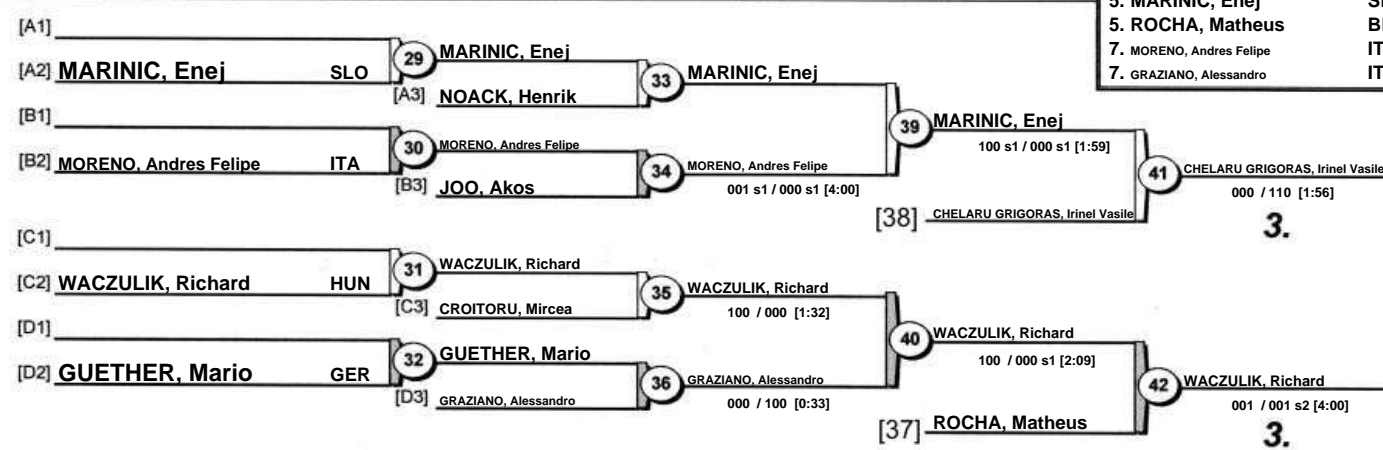 5. MARINIC, Enej
5. ROCHA, Matheus
7. MORENO, Andres Felipe IT
7. GRAZIANO, Alessandro IT
[A1]
[A2] MARINIC, Enej SLO
29
MARINIC, Enej
[A3] NOACK, Henrik
33
MARINIC, Enej
[B1]
[B2] MORENO, Andres Felipe ITA
30
MORENO, Andres Felipe
[B3] JOO, Akos
34
MORENO, Andres Felipe
001 s1 / 000 s1 [4:00]
39
MARINIC, Enej
100 s1 / 000 s1 [1:59]
[38] CHELARU GRIGORAS, Irinel Vasile
41
CHELARU GRIGORAS, Irinel Vasile
000 / 110 [1:56]
3.
[C1]
[C2] WACZULIK, Richard HUN
31
WACZULIK, Richard
[C3] CROITORU, Mircea
35
WACZULIK, Richard
100 / 000 [1:32]
[D1]
[D2] GUETHER, Mario GER
32
GUETHER, Mario
[D3] GRAZIANO, Alessandro
36
GRAZIANO, Alessandro
000 / 100 [0:33]
40
WACZULIK, Richard
100 / 000 s1 [2:09]
[37] ROCHA, Matheus
42
WACZULIK, Richard
001 / 001 s2 [4:00]
3.